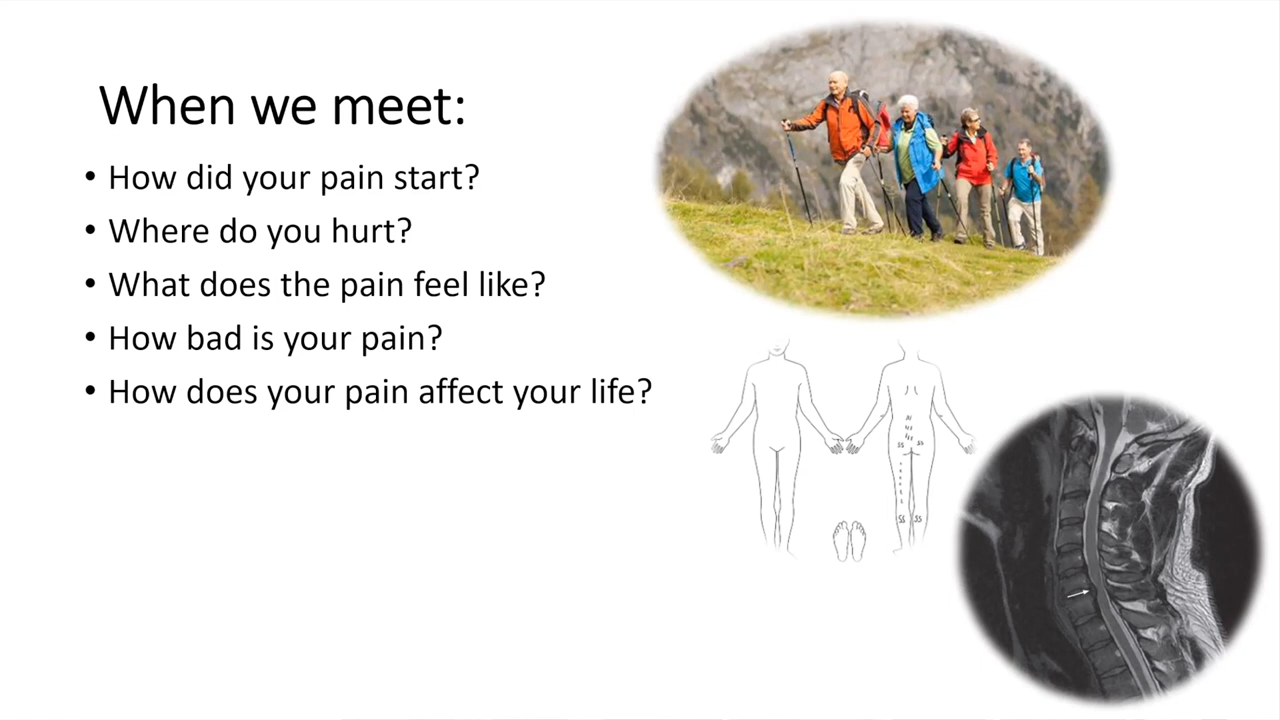 When we meet:
• How did your pain start?
• Where do you hurt?
• What does the pain feel like?
• How bad is your pain?
• How does your pain affect your life?